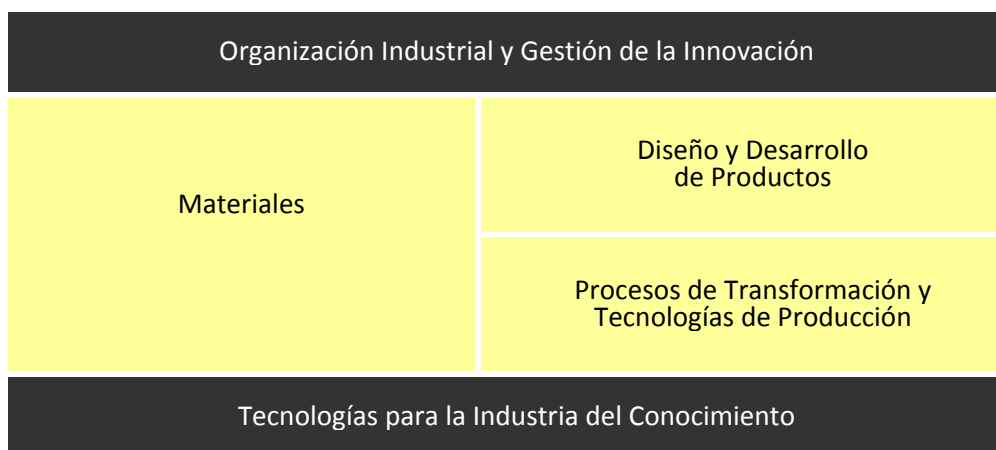 Organización Industrial y Gestión de la Innovación
Materiales
Diseño y Desarrollo
de Productos
Procesos de Transformación y
Tecnologías de Producción
Tecnologías para la Industria del Conocimiento